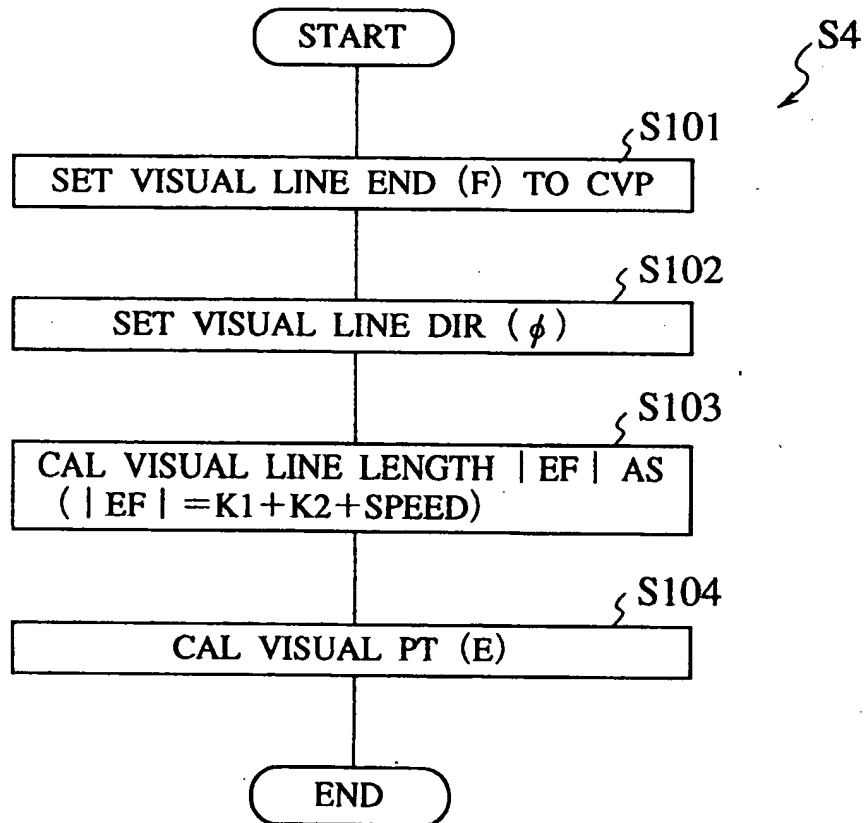 START
S4
S101
SET VISUAL LINE END (F) TO CVP
S102
SET VISUAL LINE DIR (ϕ)
S103
CAL VISUAL LINE LENGTH | EF | AS
( | EF | =K1+K2+SPEED)
S104
CAL VISUAL PT (E)
END